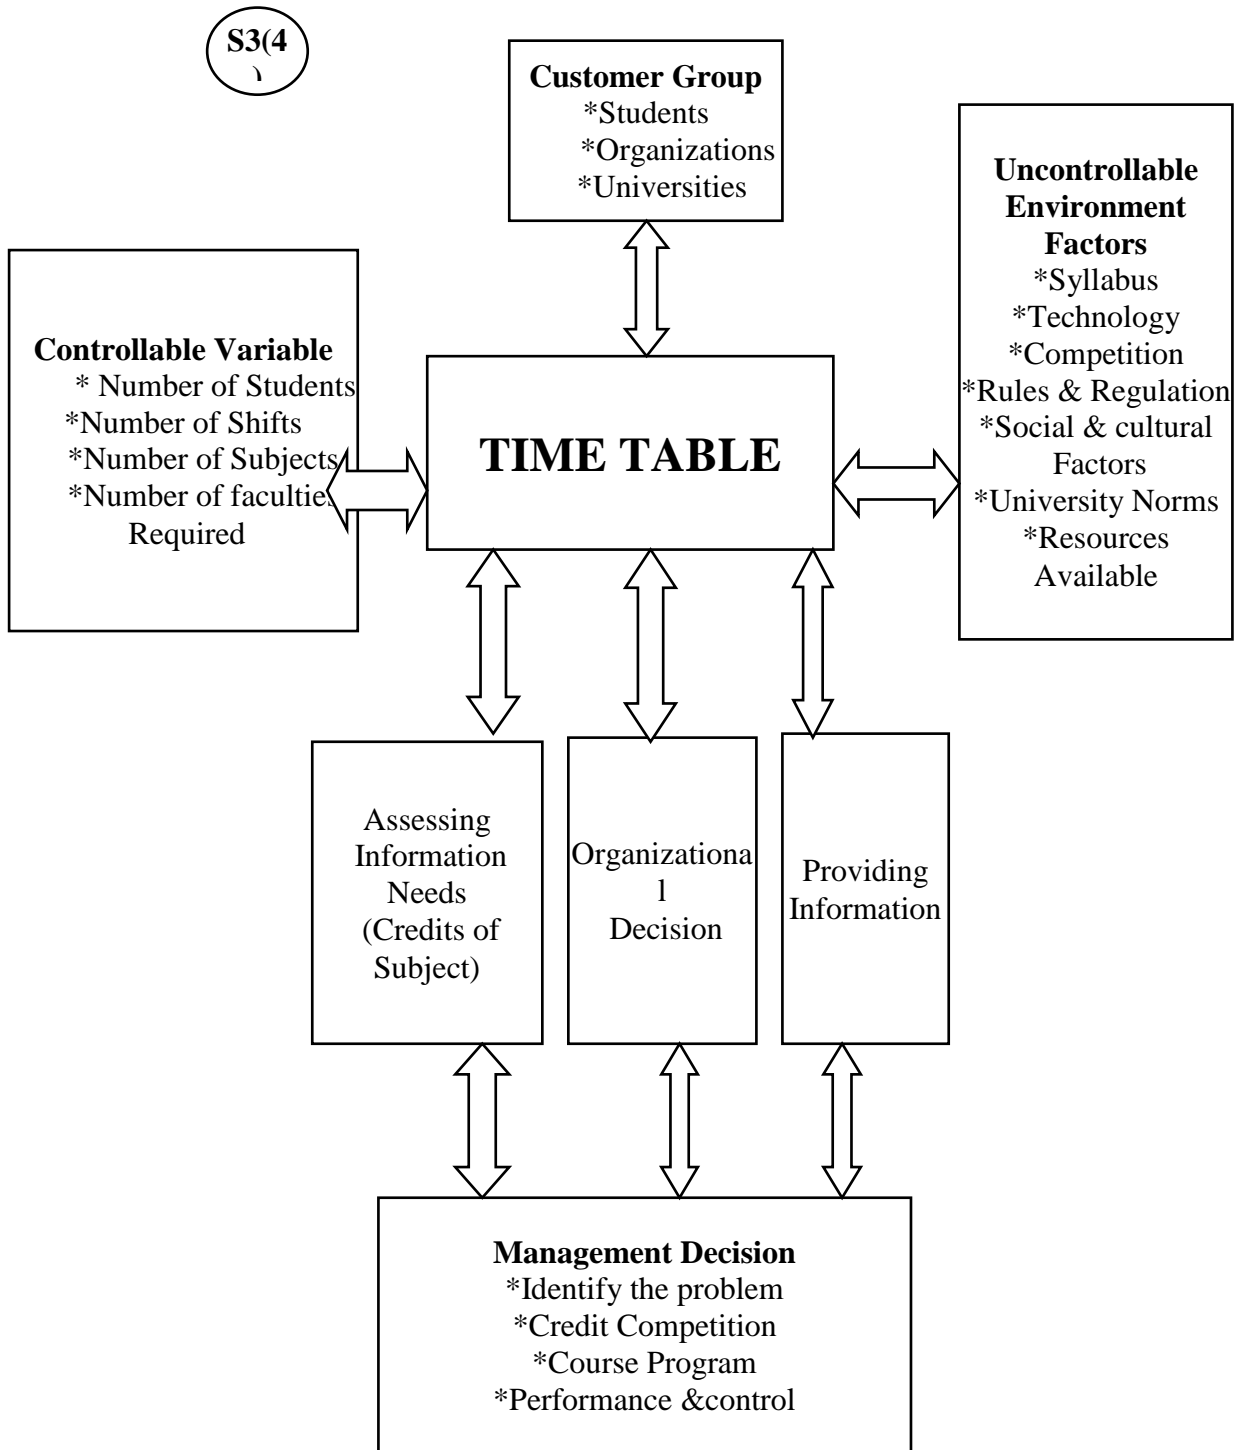 S3(4
)
Customer Group
*Students
*Organizations
*Universities
Uncontrollable
Environment
Factors
*Syllabus
*Technology
*Competition
*Rules & Regulation
*Social & cultural
Factors
*University Norms
*Resources
Available
Controllable Variable
* Number of Students
*Number of Shifts
*Number of Subjects
*Number of faculties
Required
TIME TABLE
Assessing
Information
Needs
(Credits of
Subject)
Organizationa
l
Decision
Providing
Information
Management Decision
*Identify the problem
*Credit Competition
*Course Program
*Performance &control